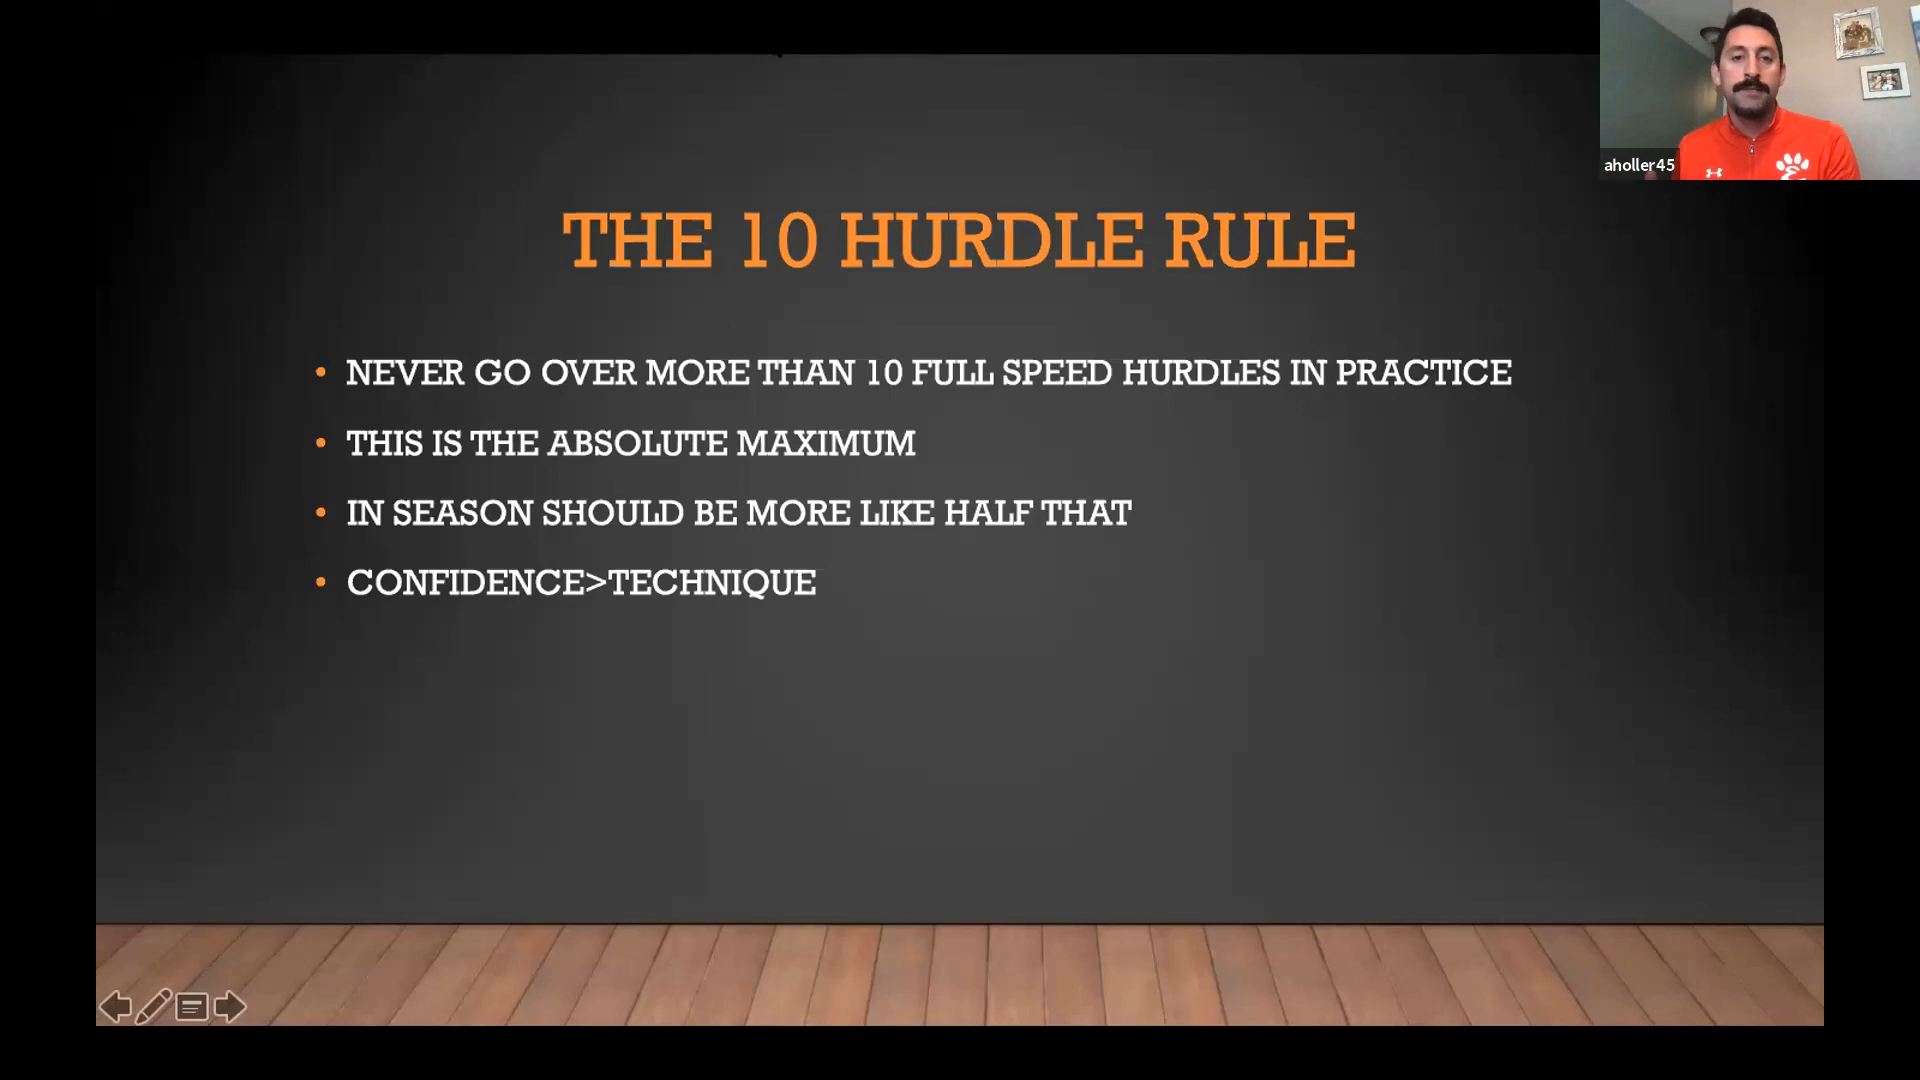 aholler45
THE 10 HURDLE RULE
• NEVER GO OVER MORE THAN 10 FULL SPEED HURDLES IN PRACTICE
• THIS IS THE ABSOLUTE MAXIMUM
• IN SEASON SHOULD BE MORE LIKE HALF THAT
• CONFIDENCE>TECHNIQUE